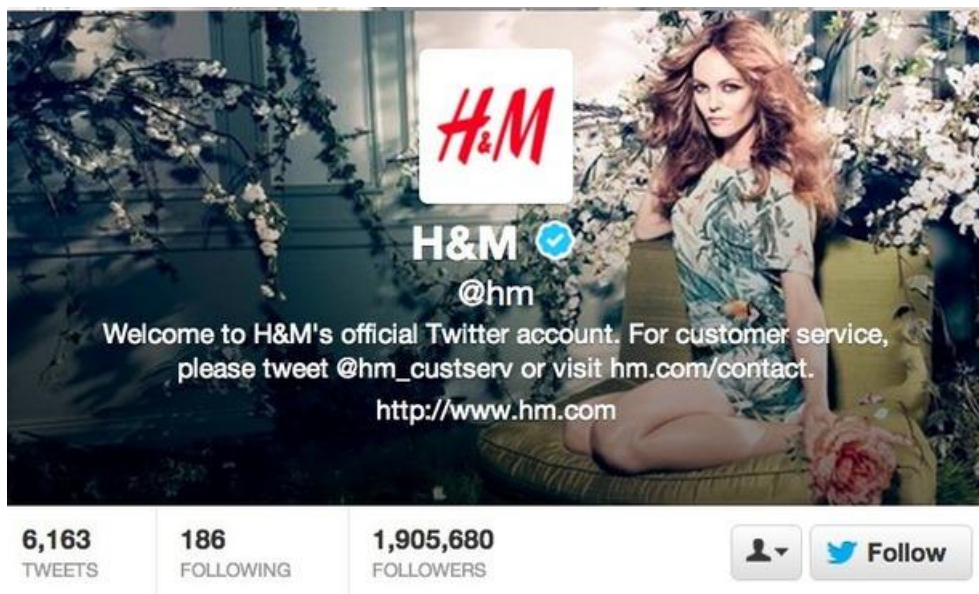 H&M
H&M
@hm
Welcome to H&M's official Twitter account. For customer service,
please tweet @hm_custserv or visit hm.com/contact.
http://www.hm.com
6,163
TWEETS
186
FOLLOWING
1,905,680
FOLLOWERS
Follow